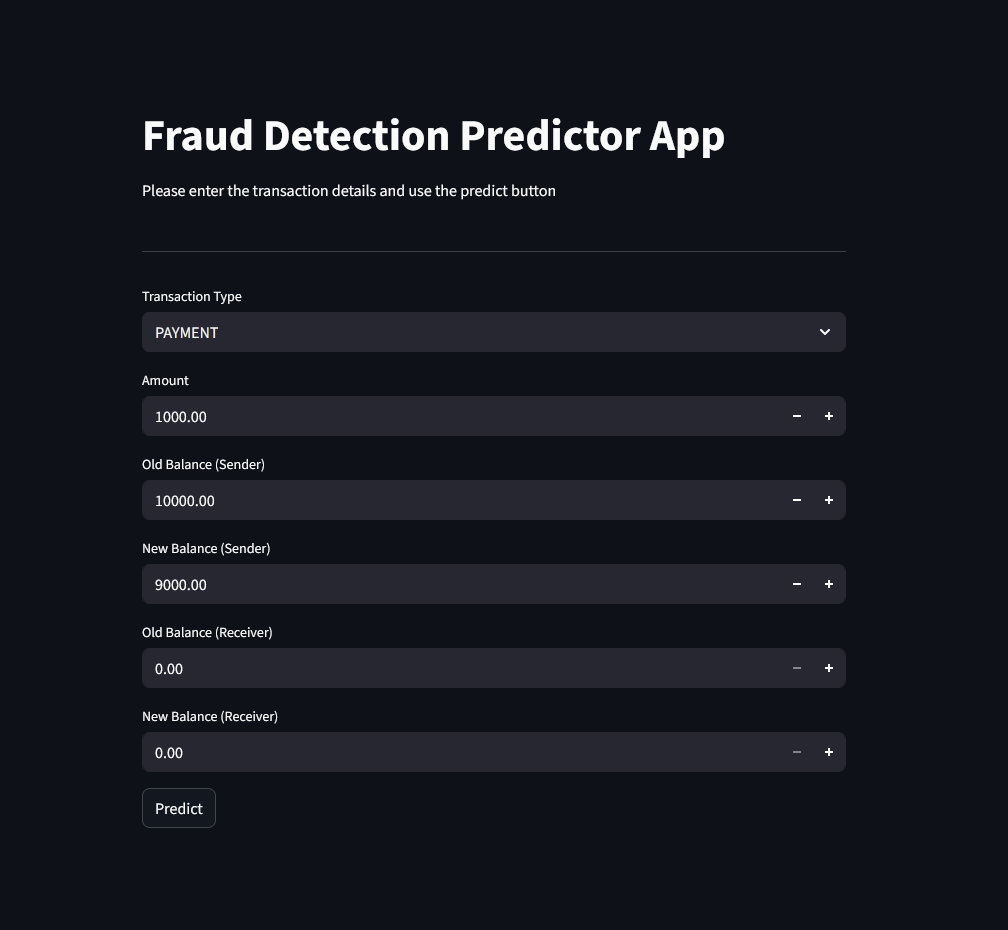 Fraud Detection Predictor App
Please enter the transaction details and use the predict button
Transaction Type
PAYMENT
Amount
1000.00
Old Balance (Sender)
10000.00
New Balance (Sender)
9000.00
Old Balance (Receiver)
0.00
New Balance (Receiver)
0.00
Predict